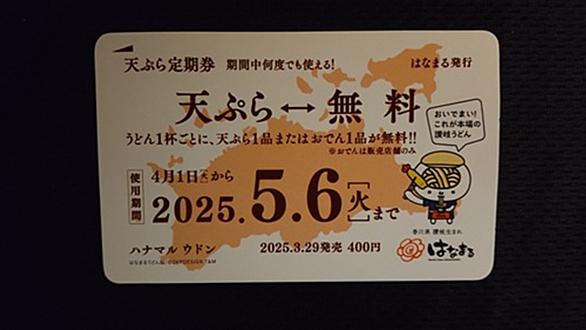 天ぷら定期券 期間中何度でも使える! はなまる発行
天ぷら↔無料
うどん1杯ごとに、天ぷら1品またはおでん1品が無料!!
※おでんは販売店舗のみ
おいでまい!
これが本場の
讃岐うどん
使用期間
4月1日火から
2025.5.6[火]まで
香川県 讃岐生まれ
ハナマル ウドン 2025.3.29発売 400円
はなまる